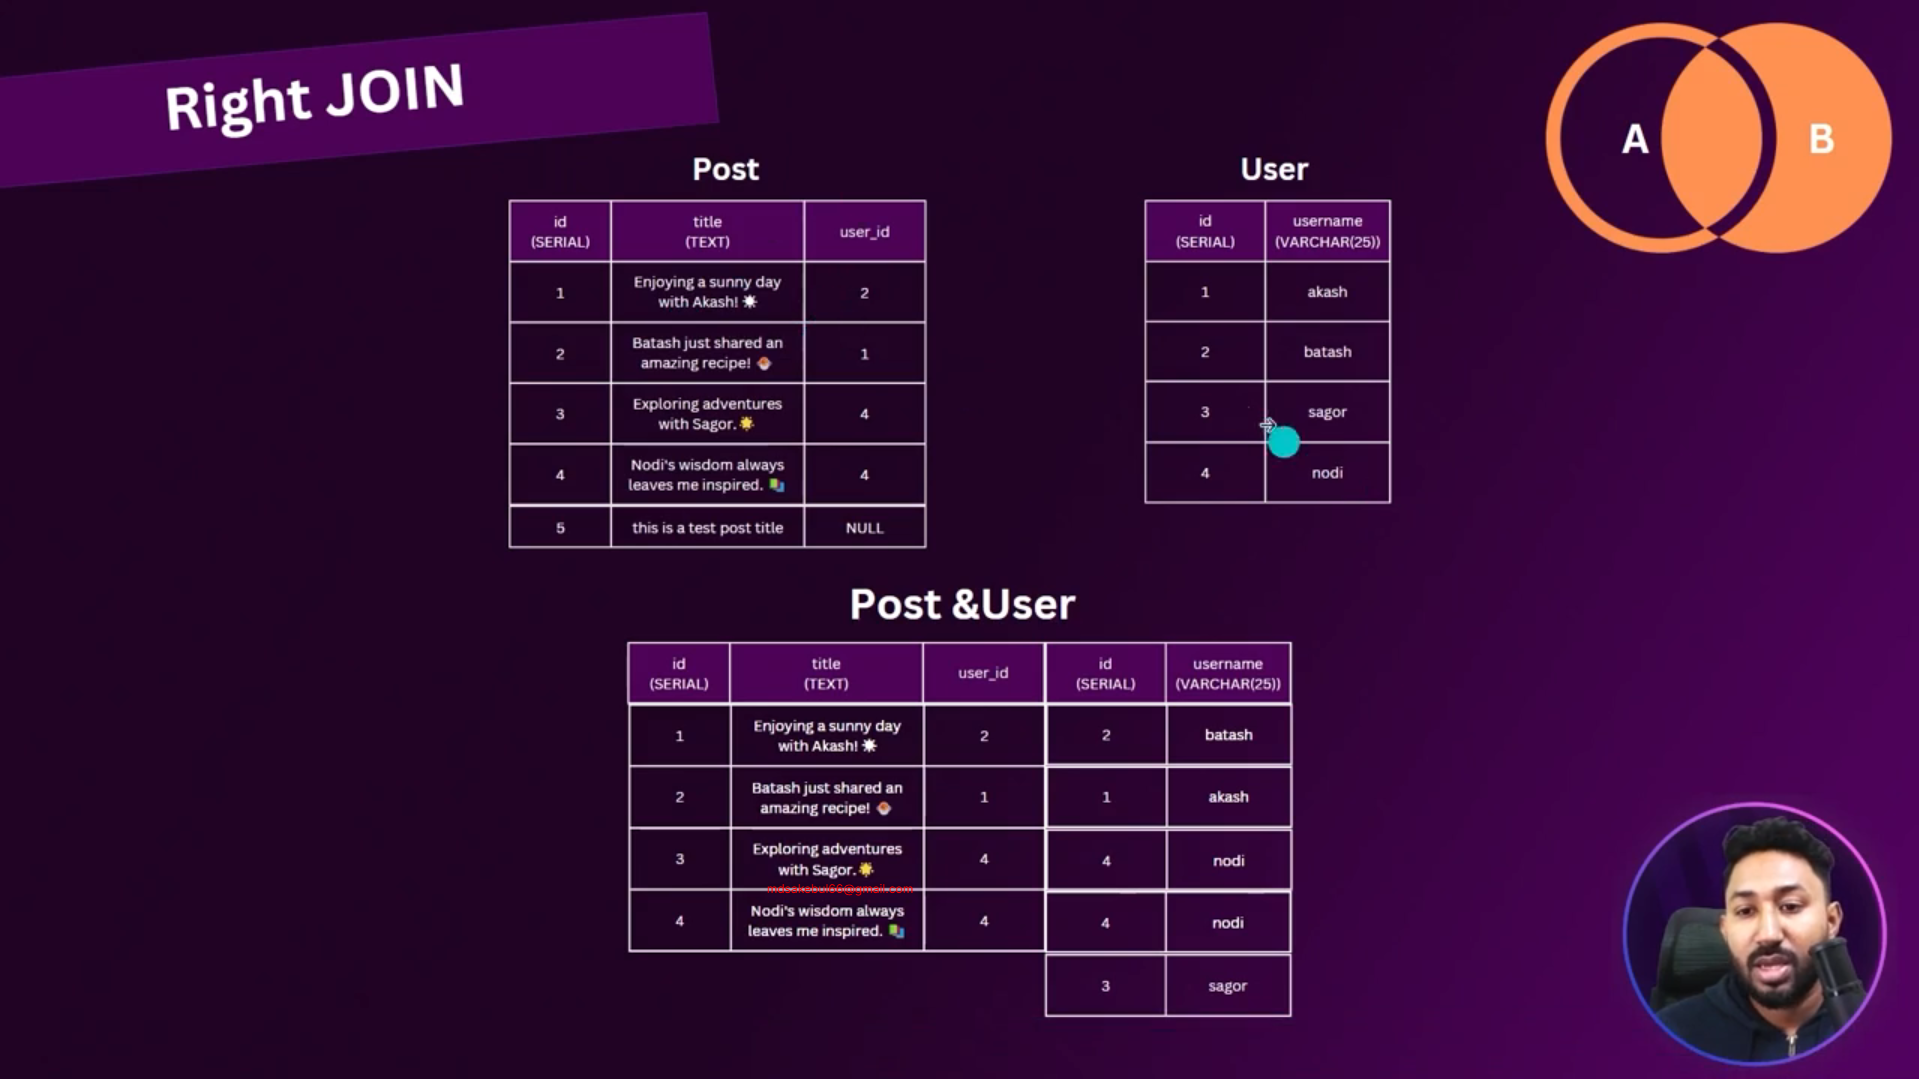 Right JOIN
A
B
Post
id
(SERIAL)
title
(TEXT)
user_id
1
Enjoying a sunny day
with Akash! ☀
2
2
Batash just shared an
amazing recipe! 🍲
1
3
Exploring adventures
with Sagor.🌟
4
4
Nodi's wisdom always
leaves me inspired. 📚
4
5
this is a test post title
NULL
User
id
(SERIAL)
username
(VARCHAR(25))
1
akash
2
batash
3
sagor
4
nodi
Post &User
id
(SERIAL)
title
(TEXT)
user_id
id
(SERIAL)
username
(VARCHAR(25))
1
Enjoying a sunny day
with Akash! ☀
2
2
batash
2
Batash just shared an
amazing recipe! 🍲
1
1
akash
3
Exploring adventures
with Sagor.🌟
4
4
nodi
4
Nodi's wisdom always
leaves me inspired. 📚
4
4
nodi
3
sagor